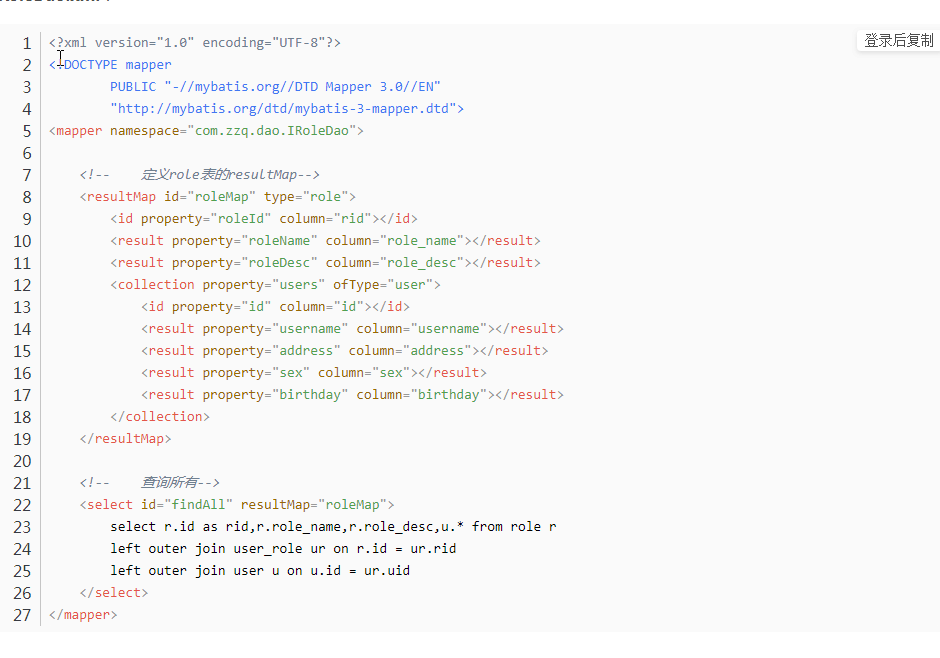 登录后复制
1 <?xml version="1.0" encoding="UTF-8"?>
2 <!DOCTYPE mapper
3         PUBLIC "-//mybatis.org//DTD Mapper 3.0//EN"
4         "http://mybatis.org/dtd/mybatis-3-mapper.dtd">
5 <mapper namespace="com.zzq.dao.IRoleDao">
6
7     <!--    定义role表的resultMap-->
8     <resultMap id="roleMap" type="role">
9         <id property="roleId" column="rid"></id>
10         <result property="roleName" column="role_name"></result>
11         <result property="roleDesc" column="role_desc"></result>
12         <collection property="users" ofType="user">
13             <id property="id" column="id"></id>
14             <result property="username" column="username"></result>
15             <result property="address" column="address"></result>
16             <result property="sex" column="sex"></result>
17             <result property="birthday" column="birthday"></result>
18         </collection>
19     </resultMap>
20
21     <!--    查询所有-->
22     <select id="findAll" resultMap="roleMap">
23         select r.id as rid,r.role_name,r.role_desc,u.* from role r
24         left outer join user_role ur on r.id = ur.rid
25         left outer join user u on u.id = ur.uid
26     </select>
27 </mapper>